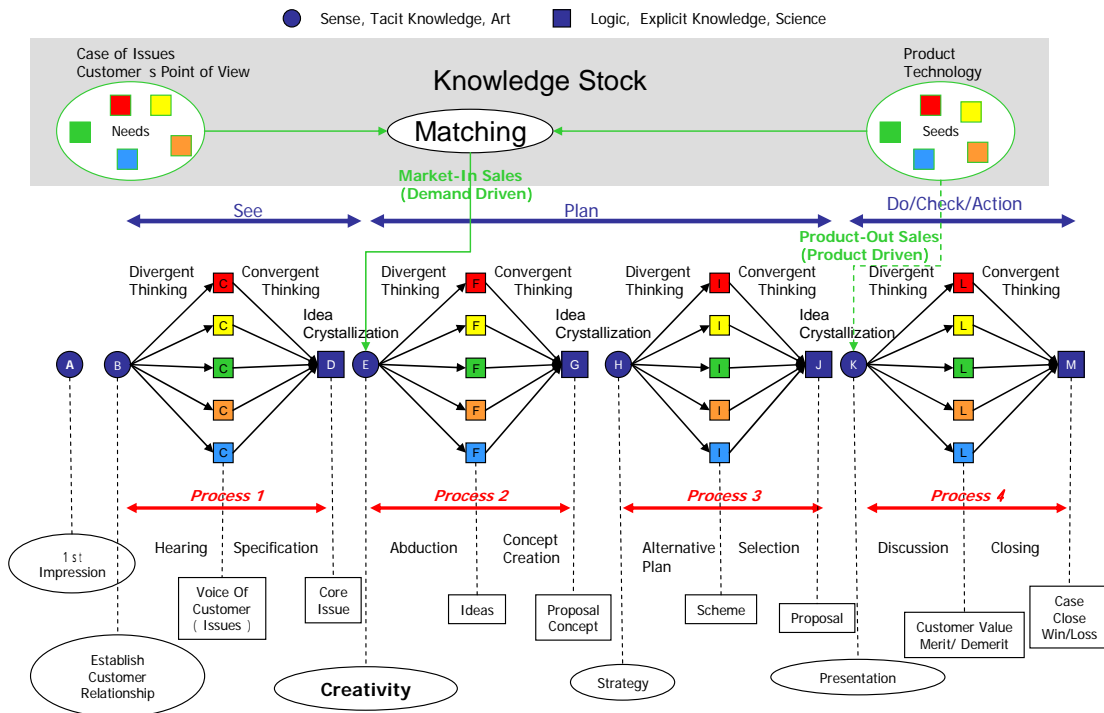 Sense, Tacit Knowledge, Art
Logic, Explicit Knowledge, Science
Case of Issues
Customer s Point of View
Knowledge Stock
Product
Technology
Needs
Matching
Seeds
Market-In Sales
(Demand Driven)
See
Plan
Do/Check/Action
Product-Out Sales
(Product Driven)
Divergent
Thinking
Convergent
Thinking
Divergent
Thinking
Convergent
Thinking
Divergent
Thinking
Convergent
Thinking
Divergent
Thinking
Convergent
Thinking
Idea
Crystallization
Idea
Crystallization
Idea
Crystallization
C
F
I
L
C
F
I
L
A
B
C
D
E
F
G
H
I
J
K
L
M
C
F
I
L
C
F
I
L
Process 1
Process 2
Process 3
Process 4
1st
Impression
Hearing
Specification
Abduction
Concept
Creation
Alternative
Plan
Selection
Discussion
Closing
Voice Of
Customer
( Issues )
Core
Issue
Ideas
Proposal
Concept
Scheme
Proposal
Customer Value
Merit/ Demerit
Case
Close
Win/Loss
Establish
Customer
Relationship
Creativity
Strategy
Presentation